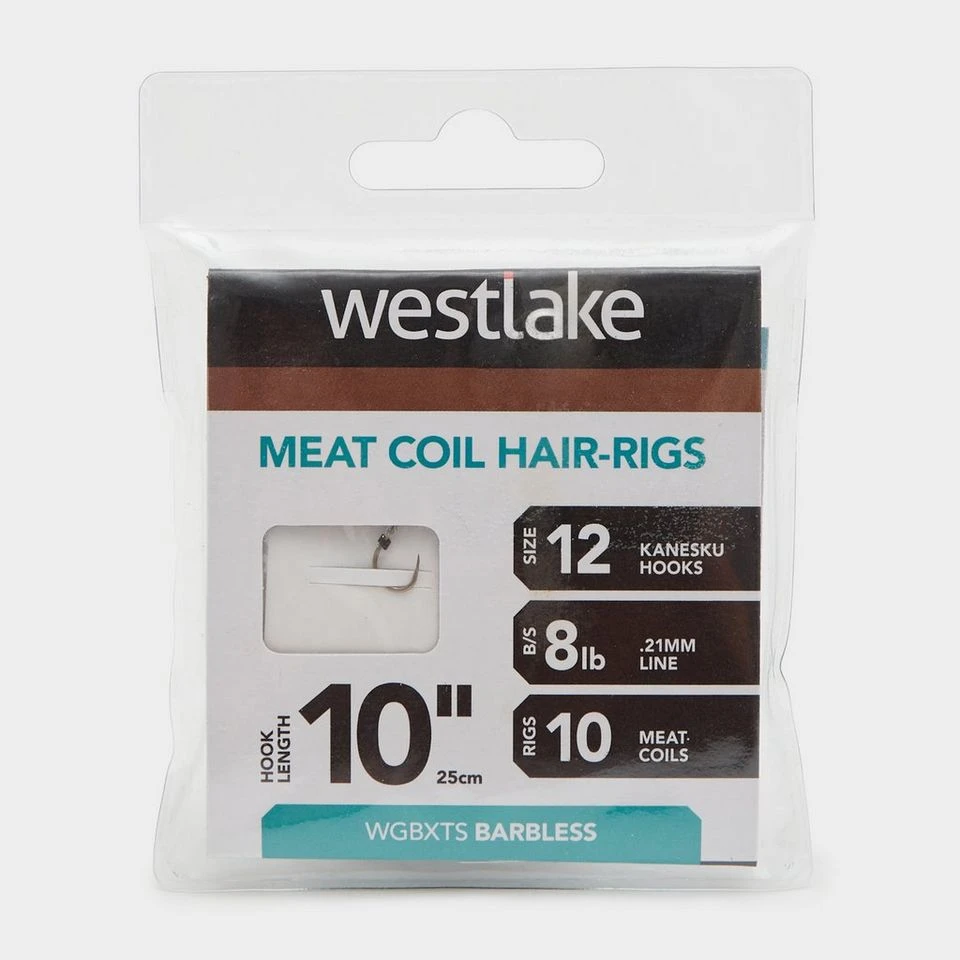 westlake
MEAT COIL HAIR-RIGS
SIZE 12 KANESKU
HOOKS
B/S 8lb .21MM
LINE
RIGS 10 MEAT-
COILS
HOOK
LENGTH
10"
25cm
WGBXTS BARBLESS